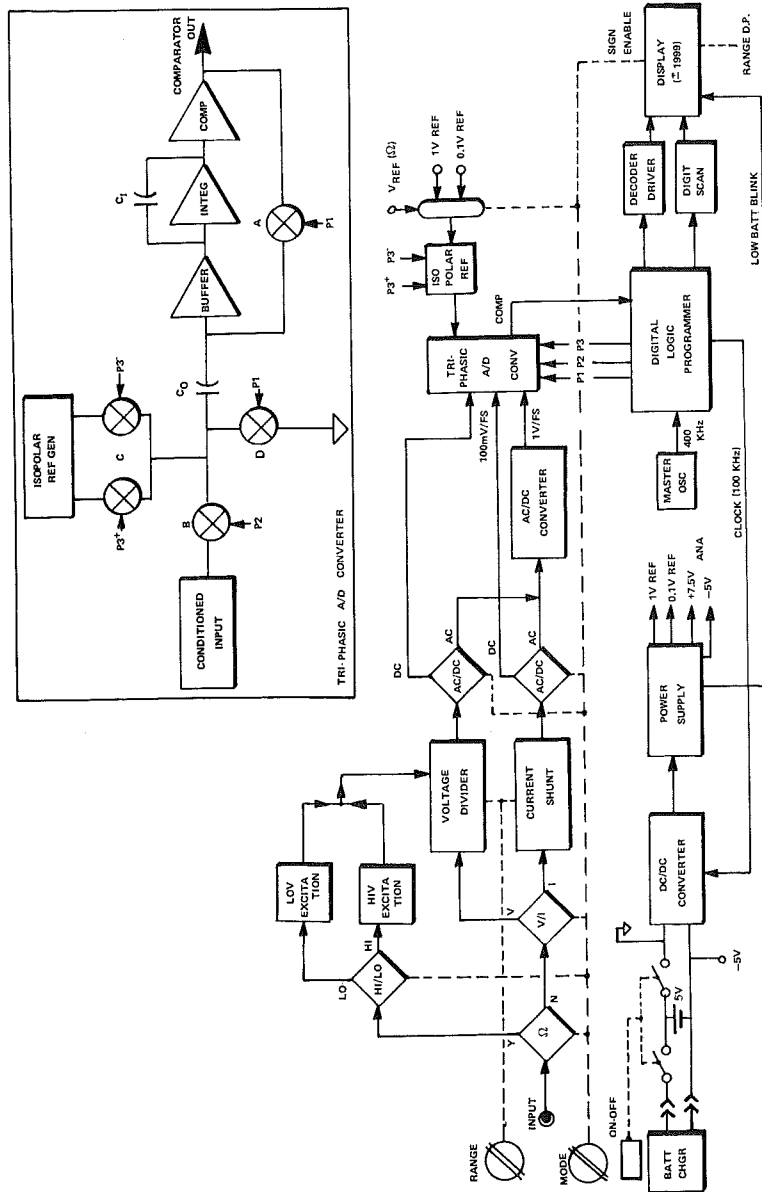 ISOPOLAR
REF GEN
P3+
P3-
C
CONDITIONED
INPUT
B
P2
D
P1
CO
BUFFER
CI
INTEG
COMP
COMPARATOR
OUT
A
P1
TRI-PHASIC A/D CONVERTER
RANGE
MODE
INPUT
Ω
Y
N
HI/LO
LO
HI
LOV
EXCITA
TION
HIV
EXCITA
TION
V/I
V
I
VOLTAGE
DIVIDER
CURRENT
SHUNT
AC/DC
DC
AC
AC/DC
DC
AC
AC/DC
CONVERTER
100mV/FS
1V/FS
TRI-
PHASIC
A/D
CONV
P3+
P3-
ISO
POLAR
REF
VREF (Ω)
1V REF
0.1V REF
COMP
P1
P2
P3
SIGN
ENABLE
BATT
CHGR
ON-OFF
5V
-5V
DC/DC
CONVERTER
POWER
SUPPLY
1V REF
0.1V REF
+7.5V
-5V
ANA
MASTER
OSC
400
KHz
CLOCK (100 KHz)
DIGITAL
LOGIC
PROGRAMMER
DECODER
DRIVER
DIGIT
SCAN
DISPLAY
(± 1999)
RANGE D.P.
LOW BATT BLINK